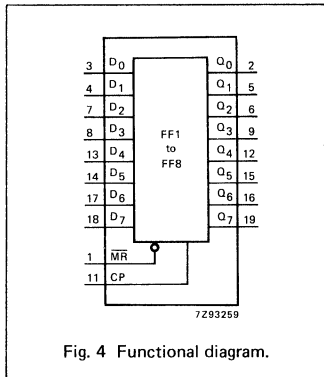 3 D0 Q0 2
4 D1 Q1 5
7 D2 Q2 6
8 D3 FF1 Q3 9
to
13 D4 FF8 Q4 12
14 D5 Q5 15
17 D6 Q6 16
18 D7 Q7 19
1 M̅R̅
11 CP
7Z93259
Fig. 4 Functional diagram.